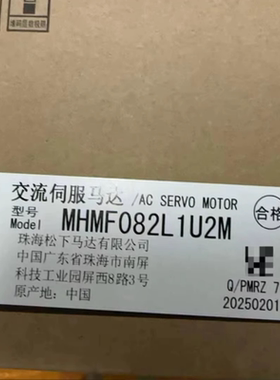 交流伺服马达 /AC SERVO MOTOR
型号
Model MHMF082L1U2M
合格
珠海松下马达有限公司
中国广东省珠海市南屏
科技工业园屏西8路3号
原产地：中国
Q/PMRZ 7
20250201